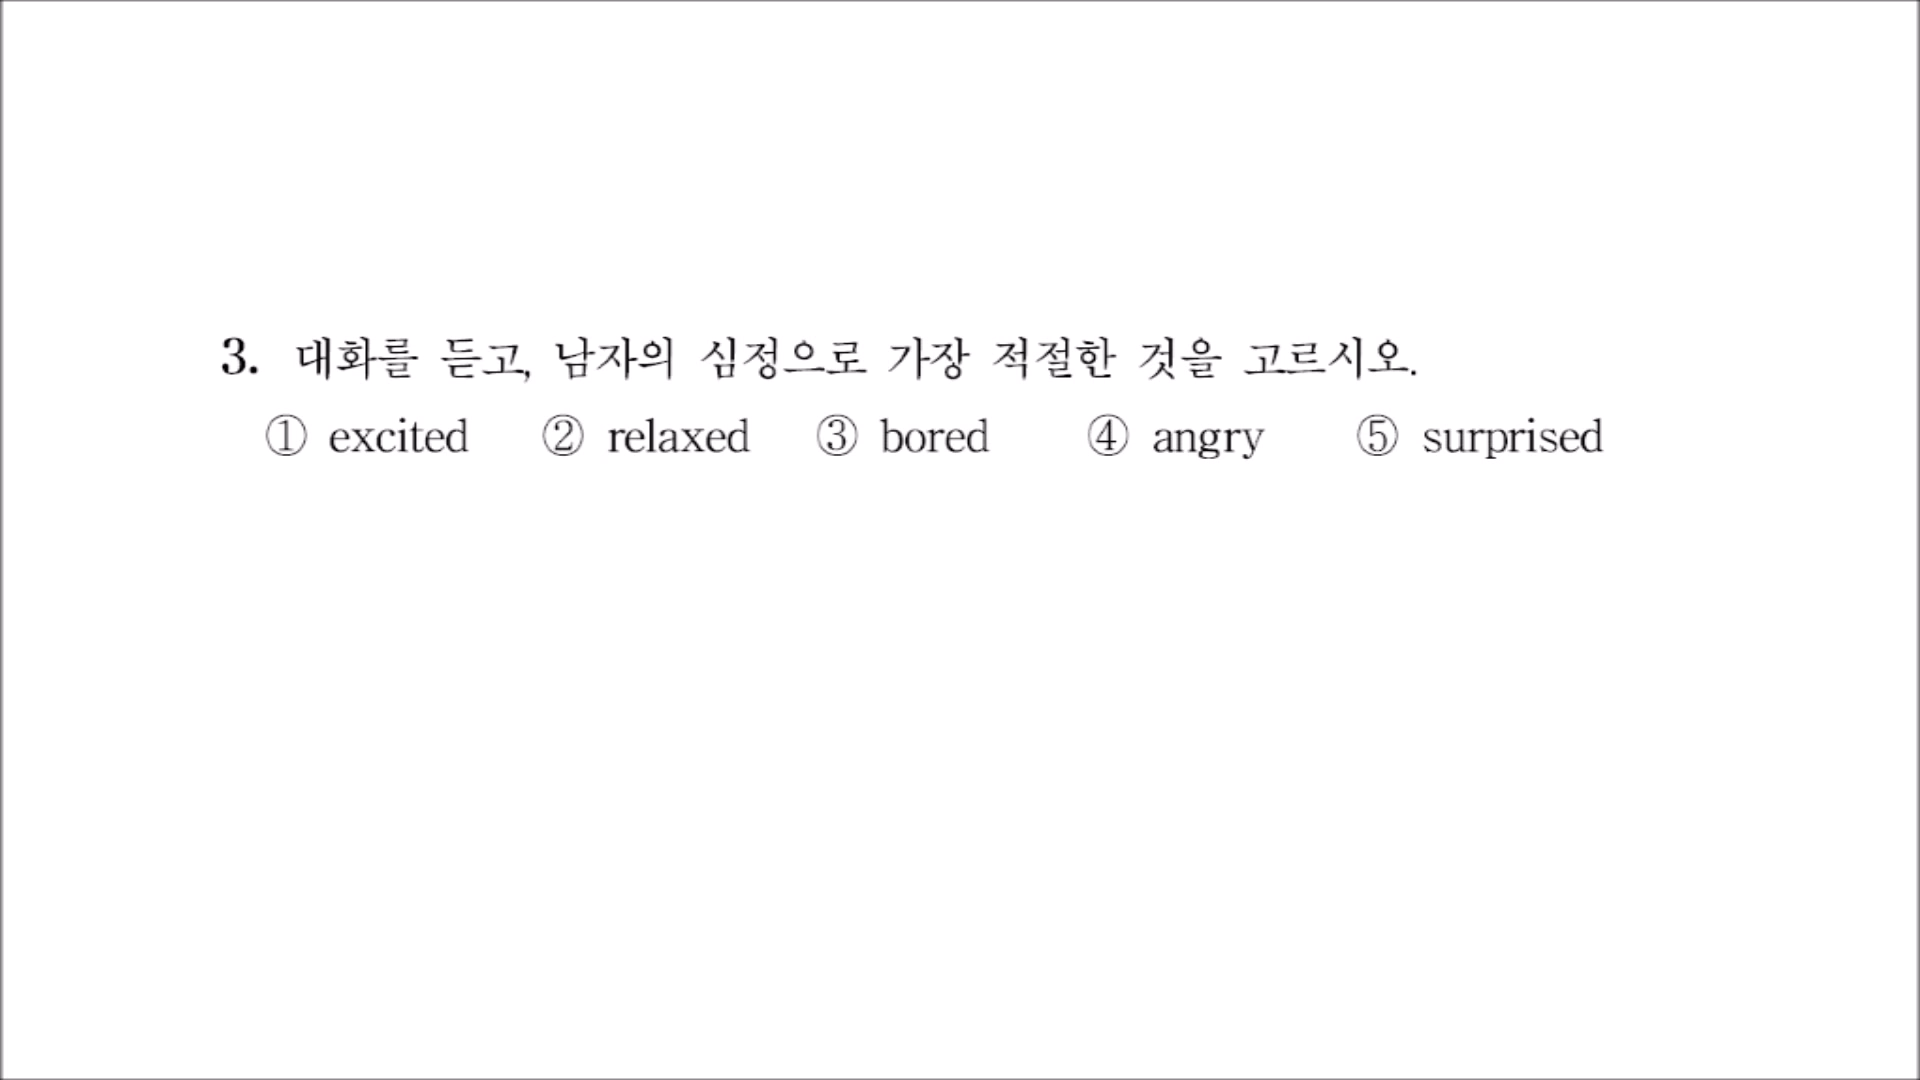 3. 대화를 듣고, 남자의 심정으로 가장 적절한 것을 고르시오.
① excited ② relaxed ③ bored ④ angry ⑤ surprised